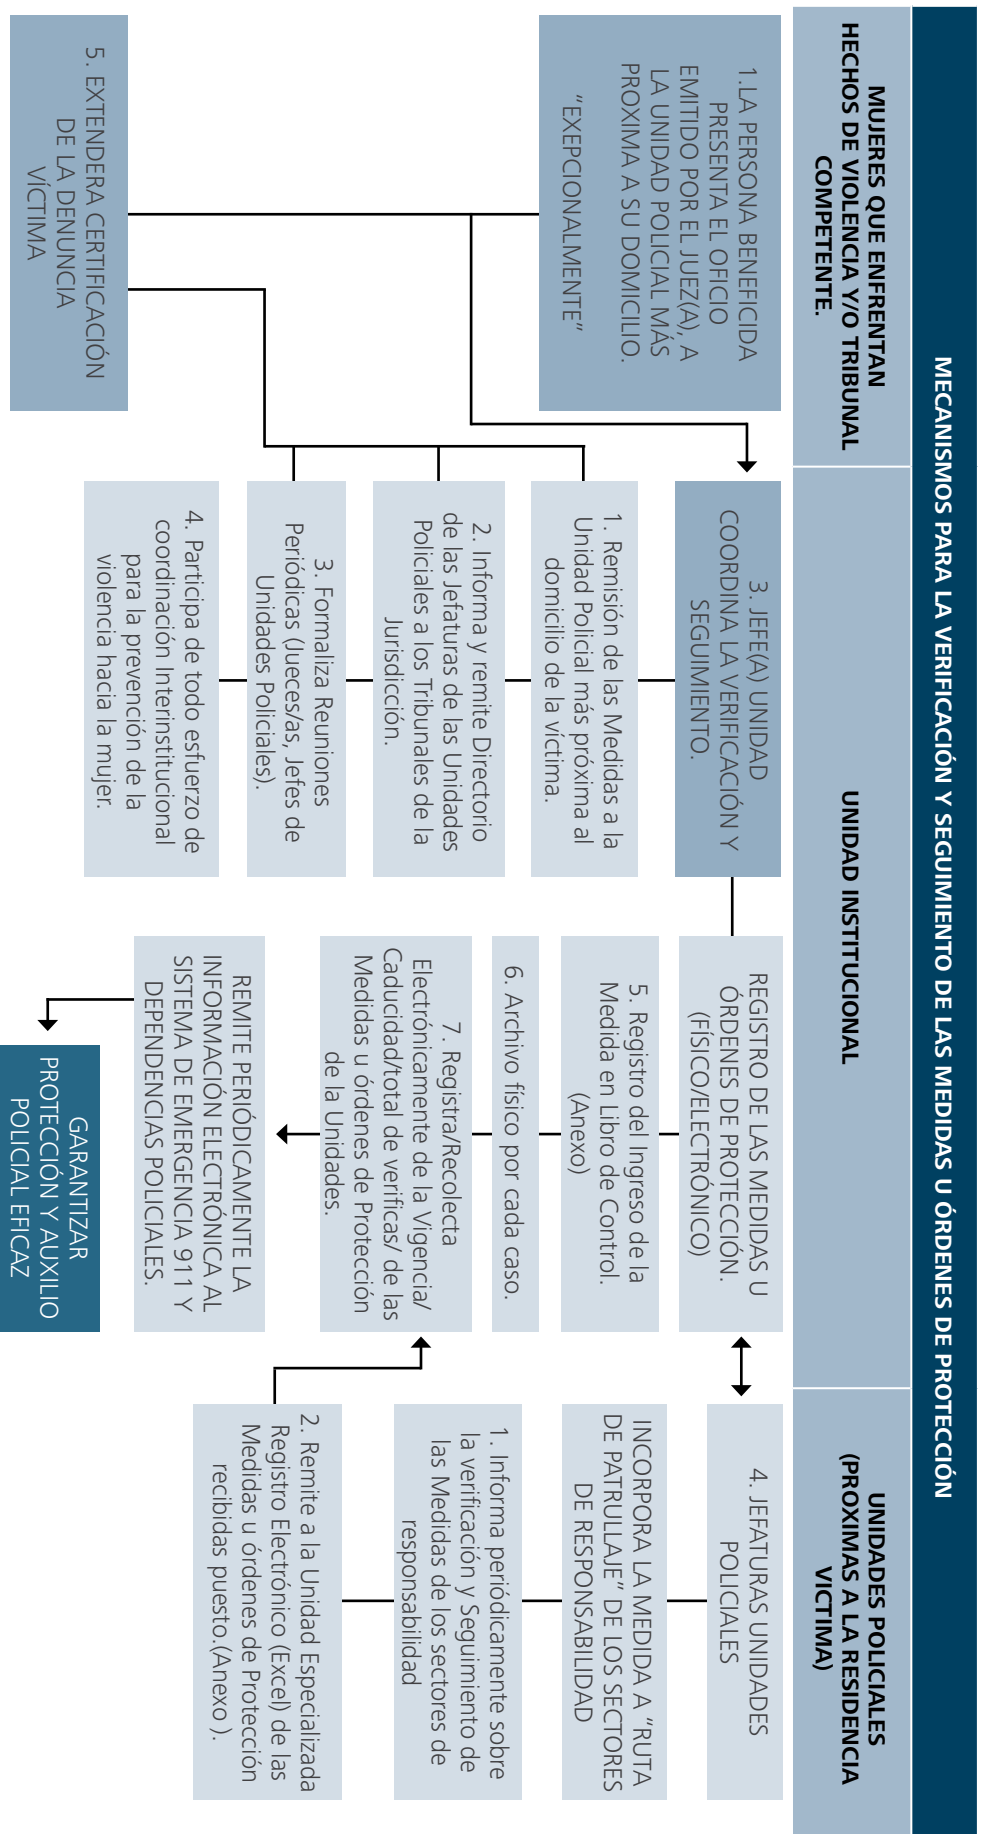 MECANISMOS PARA LA VERIFICACIÓN Y SEGUIMIENTO DE LAS MEDIDAS U ÓRDENES DE PROTECCIÓN
MUJERES QUE ENFRENTAN
HECHOS DE VIOLENCIA Y/O TRIBUNAL
COMPETENTE.
UNIDAD INSTITUCIONAL
UNIDADES POLICIALES
(PROXIMAS A LA RESIDENCIA
VICTIMA)
1.LA PERSONA BENEFICIDA
PRESENTA EL OFICIO
EMITIDO POR EL JUEZ(A), A
LA UNIDAD POLICIAL MÁS
PROXIMA A SU DOMICILIO.
“EXEPCIONALMENTE”
5. EXTENDERA CERTIFICACIÓN
DE LA DENUNCIA
VÍCTIMA
3. JEFE(A) UNIDAD
COORDINA LA VERIFICACIÓN Y
SEGUIMIENTO.
1. Remisión de las Medidas a la
Unidad Policial más próxima al
domicilio de la víctima.
2. Informa y remite Directorio
de las Jefaturas de las Unidades
Policiales a los Tribunales de la
Jurisdicción.
3. Formaliza Reuniones
Periódicas (Jueces/as, Jefes de
Unidades Policiales).
4. Participa de todo esfuerzo de
coordinación Interinstitucional
para la prevención de la
violencia hacia la mujer.
REGISTRO DE LAS MEDIDAS U
ÓRDENES DE PROTECCIÓN.
(FÍSICO/ELECTRÓNICO)
5. Registro del Ingreso de la
Medida en Libro de Control.
(Anexo)
6. Archivo físico por cada caso.
7. Registra/Recolecta
Electrónicamente de la Vigencia/
Caducidad/total de verificas/ de las
Medidas u órdenes de Protección
de la Unidades.
REMITE PERIÓDICAMENTE LA
INFORMACIÓN ELECTRÓNICA AL
SISTEMA DE EMERGENCIA 911 Y
DEPENDENCIAS POLICIALES.
GARANTIZAR
PROTECCIÓN Y AUXILIO
POLICIAL EFICAZ
4. JEFATURAS UNIDADES
POLICIALES
INCORPORA LA MEDIDA A “RUTA
DE PATRULLAJE” DE LOS SECTORES
DE RESPONSABILIDAD
1. Informa periódicamente sobre
la verificación y Seguimiento de
las Medidas de los sectores de
responsabilidad
2. Remite a la Unidad Especializada
Registro Electrónico (Excel) de las
Medidas u órdenes de Protección
recibidas puesto.(Anexo ).